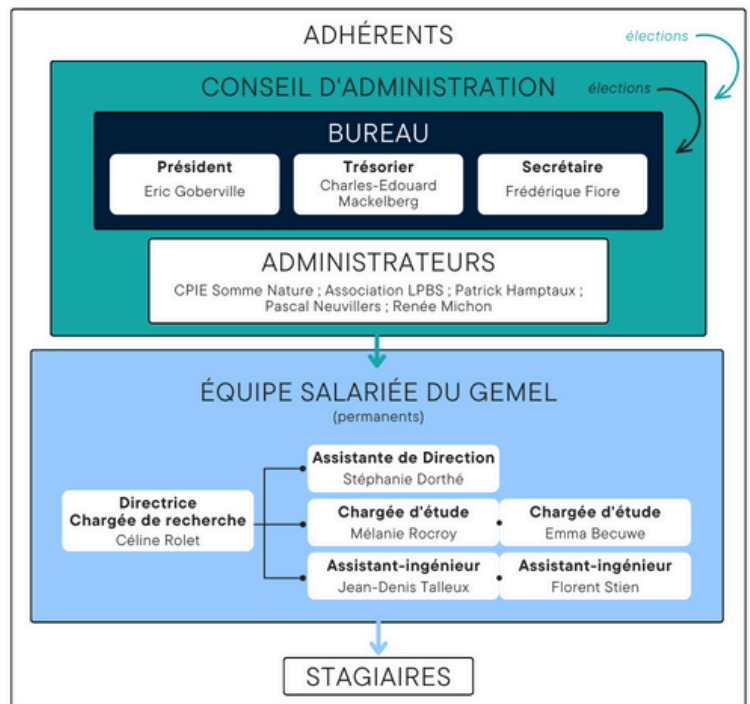 ADHÉRENTS
élections
CONSEIL D'ADMINISTRATION
élections
BUREAU
Président
Eric Goberville
Trésorier
Charles-Edouard
Mackelberg
Secrétaire
Frédérique Fiore
ADMINISTRATEURS
CPIE Somme Nature ; Association LPBS ; Patrick Hamptaux ;
Pascal Neuvillers ; Renée Michon
ÉQUIPE SALARIÉE DU GEMEL
(permanents)
Directrice
Chargée de recherche
Céline Rolet
Assistante de Direction
Stéphanie Dorthé
Chargée d'étude
Mélanie Rocroy
Chargée d'étude
Emma Becuwe
Assistant-ingénieur
Jean-Denis Talleux
Assistant-ingénieur
Florent Stien
STAGIAIRES